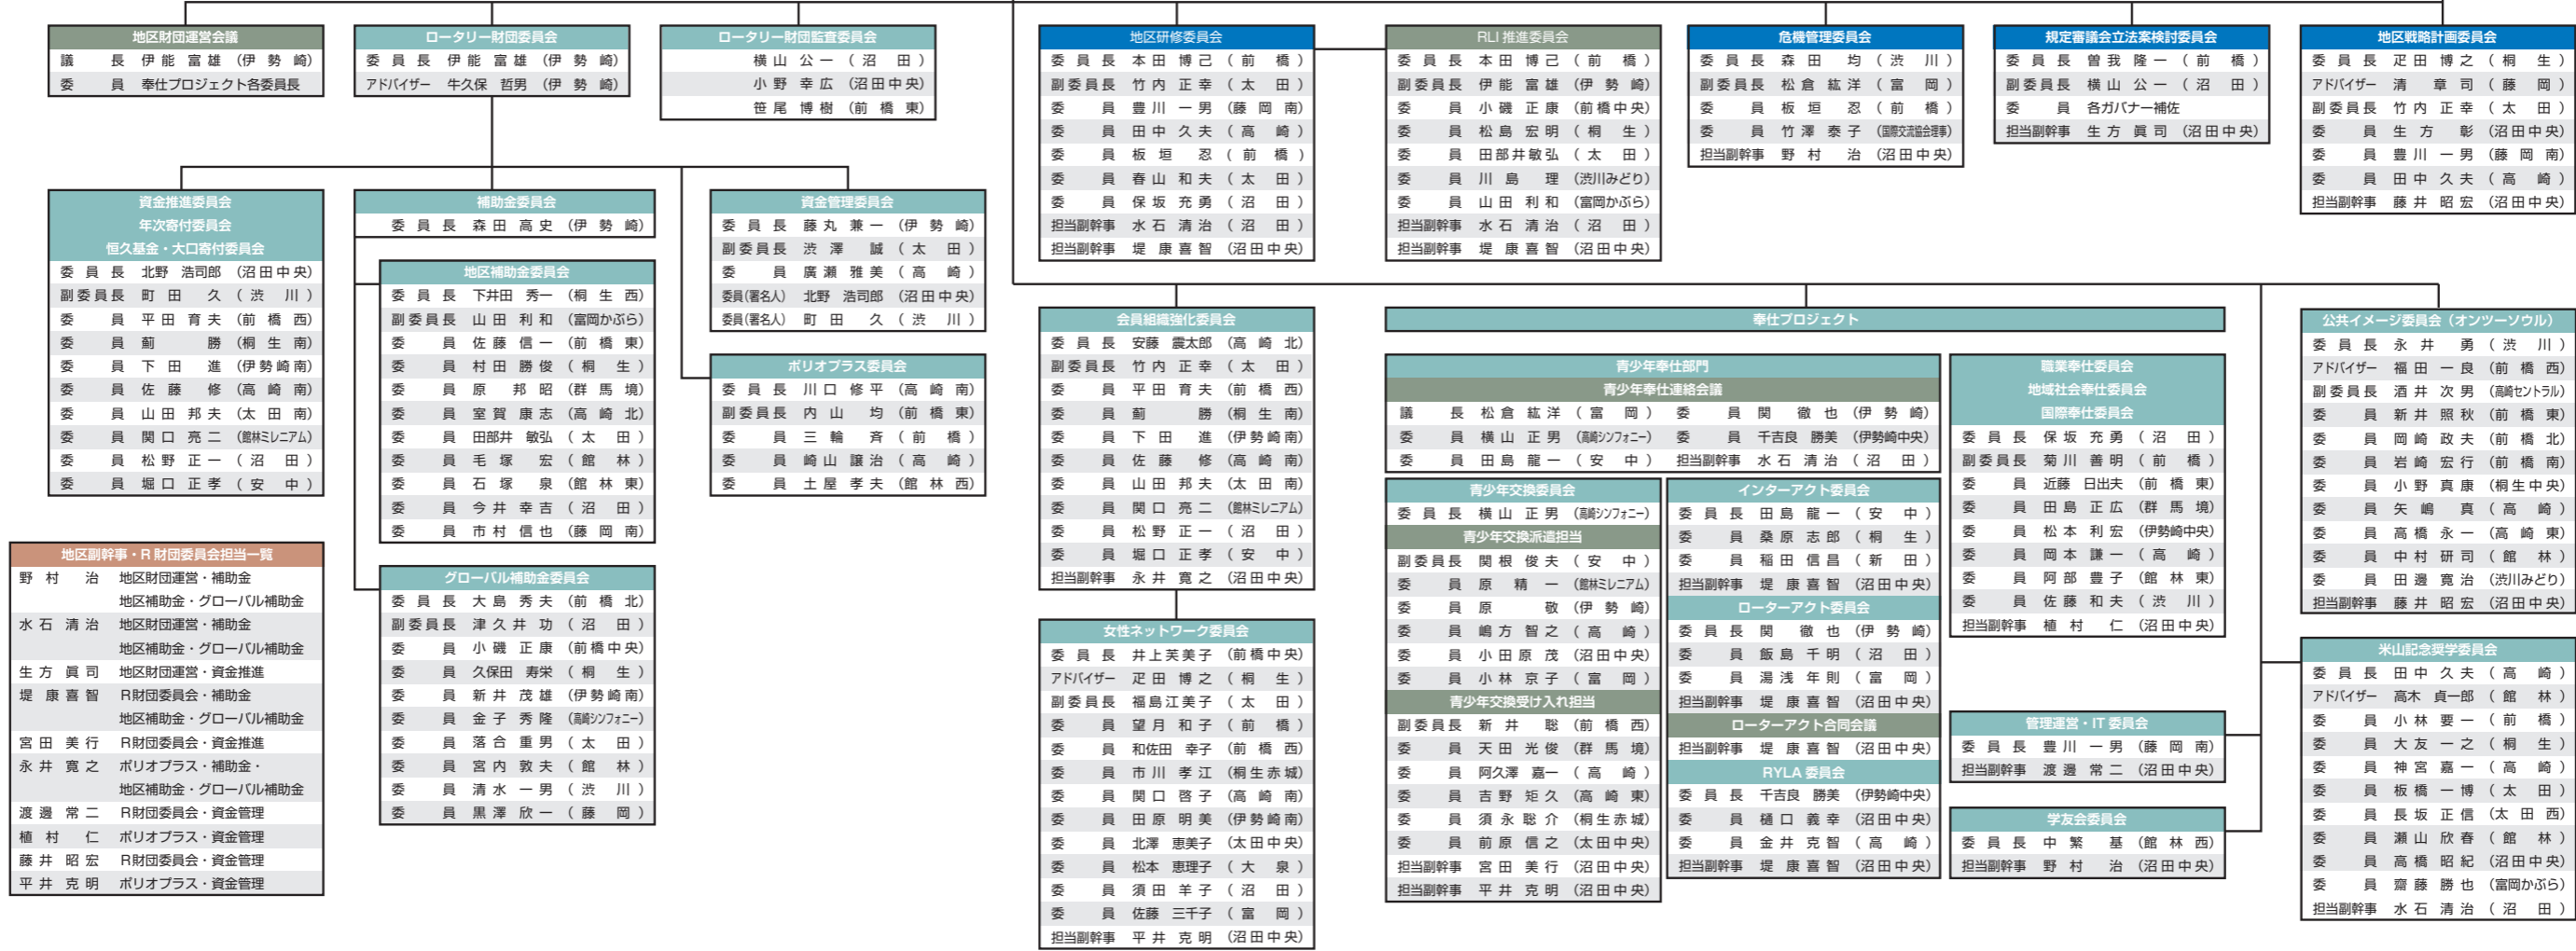 地区財団運営会議
議長 伊能 富雄 (伊勢崎)
委員 奉仕プロジェクト各委員長
ロータリー財団委員会
委員長 伊能 富雄 (伊勢崎)
アドバイザー 牛久保 哲男 (伊勢崎)
ロータリー財団監査委員会
横山 公一 (沼田)
小野 幸広 (沼田中央)
笹尾 博樹 (前橋東)
地区研修委員会
委員長 本田 博己 (前橋)
副委員長 竹内 正幸 (太田)
委員 豊川 一男 (藤岡南)
委員 田中 久夫 (高崎)
委員 板垣 忍 (前橋)
委員 春山 和夫 (太田)
委員 保坂 充勇 (沼田)
担当副幹事 水石 清治 (沼田)
担当副幹事 堤 康喜智 (沼田中央)
RLI 推進委員会
委員長 本田 博己 (前橋)
副委員長 伊能 富雄 (伊勢崎)
委員 小磯 正康 (前橋中央)
委員 松島 宏明 (桐生)
委員 田部井敏弘 (太田)
委員 川島 理 (渋川みどり)
委員 山田 利和 (富岡かぶら)
担当副幹事 水石 清治 (沼田)
担当副幹事 堤 康喜智 (沼田中央)
危機管理委員会
委員長 森田 均 (渋川)
副委員長 松倉 紘洋 (富岡)
委員 板垣 忍 (前橋)
委員 竹澤 泰子 (国際交流協会理事)
担当副幹事 野村 治 (沼田中央)
規定審議会立法案検討委員会
委員長 曽我 隆一 (前橋)
副委員長 横山 公一 (沼田)
委員 各ガバナー補佐
担当副幹事 生方 眞司 (沼田中央)
地区戦略計画委員会
委員長 疋田 博之 (桐生)
アドバイザー 清 章司 (藤岡)
副委員長 竹内 正幸 (太田)
委員 生方 彰 (沼田中央)
委員 豊川 一男 (藤岡南)
委員 田中 久夫 (高崎)
担当副幹事 藤井 昭宏 (沼田中央)
資金推進委員会
年次寄付委員会
恒久基金・大口寄付委員会
委員長 北野 浩司郎 (沼田中央)
副委員長 町田 久 (渋川)
委員 平田 育夫 (前橋西)
委員 薊 勝 (桐生南)
委員 下田 進 (伊勢崎南)
委員 佐藤 修 (高崎南)
委員 山田 邦夫 (太田南)
委員 関口 亮二 (館林ミレニアム)
委員 松野 正一 (沼田)
委員 堀口 正孝 (安中)
補助金委員会
委員長 森田 高史 (伊勢崎)
地区補助金委員会
委員長 下井田 秀一 (桐生西)
副委員長 山田 利和 (富岡かぶら)
委員 佐藤 信一 (前橋東)
委員 村田 勝俊 (桐生)
委員 原 邦昭 (群馬境)
委員 室賀 康志 (高崎北)
委員 田部井 敏弘 (太田)
委員 毛塚 宏 (館林)
委員 石塚 泉 (館林東)
委員 今井 幸吉 (沼田)
委員 市村 信也 (藤岡南)
グローバル補助金委員会
委員長 大島 秀夫 (前橋北)
副委員長 津久井 功 (沼田)
委員 小磯 正康 (前橋中央)
委員 久保田 寿栄 (桐生)
委員 新井 茂雄 (伊勢崎南)
委員 金子 秀隆 (高崎シンフォニー)
委員 落合 重男 (太田)
委員 宮内 敦夫 (館林)
委員 清水 一男 (渋川)
委員 黒澤 欣一 (藤岡)
資金管理委員会
委員長 藤丸 兼一 (伊勢崎)
副委員長 渋澤 誠 (太田)
委員 廣瀬 雅美 (高崎)
委員(署名人) 北野 浩司郎 (沼田中央)
委員(署名人) 町田 久 (渋川)
ポリオプラス委員会
委員長 川口 修平 (高崎南)
副委員長 内山 均 (前橋東)
委員 三輪 斉 (前橋)
委員 崎山 譲治 (高崎)
委員 土屋 孝夫 (館林西)
地区副幹事・R 財団委員会担当一覧
野村 治 地区財団運営・補助金
地区補助金・グローバル補助金
水石 清治 地区財団運営・補助金
地区補助金・グローバル補助金
生方 眞司 地区財団運営・資金推進
堤 康喜智 R財団委員会・補助金
地区補助金・グローバル補助金
宮田 美行 R財団委員会・資金推進
永井 寛之 ポリオプラス・補助金・
地区補助金・グローバル補助金
渡邊 常二 R財団委員会・資金管理
植村 仁 ポリオプラス・資金管理
藤井 昭宏 R財団委員会・資金管理
平井 克明 ポリオプラス・資金管理
会員組織強化委員会
委員長 安藤 震太郎 (高崎北)
副委員長 竹内 正幸 (太田)
委員 平田 育夫 (前橋西)
委員 薊 勝 (桐生南)
委員 下田 進 (伊勢崎南)
委員 佐藤 修 (高崎南)
委員 山田 邦夫 (太田南)
委員 関口 亮二 (館林ミレニアム)
委員 松野 正一 (沼田)
委員 堀口 正孝 (安中)
担当副幹事 永井 寛之 (沼田中央)
女性ネットワーク委員会
委員長 井上芙美子 (前橋中央)
アドバイザー 疋田 博之 (桐生)
副委員長 福島江美子 (太田)
委員 望月 和子 (前橋)
委員 和佐田 幸子 (前橋西)
委員 市川 孝江 (桐生赤城)
委員 関口 啓子 (高崎南)
委員 田原 明美 (伊勢崎南)
委員 北澤 恵美子 (太田中央)
委員 松本 恵理子 (大泉)
委員 須田 羊子 (沼田)
委員 佐藤 三千子 (富岡)
担当副幹事 平井 克明 (沼田中央)
奉仕プロジェクト
青少年奉仕部門
青少年奉仕連絡会議
議長 松倉 紘洋 (富岡) 委員 関 徹也 (伊勢崎)
委員 横山 正男 (高崎シンフォニー) 委員 千吉良 勝美 (伊勢崎中央)
委員 田島 龍一 (安中) 担当副幹事 水石 清治 (沼田)
青少年交換委員会
委員長 横山 正男 (高崎シンフォニー)
青少年交換派遣担当
副委員長 関根 俊夫 (安中)
委員 原 精一 (館林ミレニアム)
委員 原 敬 (伊勢崎)
委員 嶋方 智之 (高崎)
委員 小田原 茂 (沼田中央)
委員 小林 京子 (富岡)
青少年交換受け入れ担当
副委員長 新井 聡 (前橋西)
委員 天田 光俊 (群馬境)
委員 阿久澤 嘉一 (高崎)
委員 吉野 矩久 (高崎東)
委員 須永 聡介 (桐生赤城)
委員 前原 信之 (太田中央)
担当副幹事 宮田 美行 (沼田中央)
担当副幹事 平井 克明 (沼田中央)
インターアクト委員会
委員長 田島 龍一 (安中)
委員 桑原 志郎 (桐生)
委員 稲田 信昌 (新田)
担当副幹事 堤 康喜智 (沼田中央)
ローターアクト委員会
委員長 関 徹也 (伊勢崎)
委員 飯島 千明 (沼田)
委員 湯浅 年則 (富岡)
担当副幹事 堤 康喜智 (沼田中央)
ローターアクト合同会議
担当副幹事 堤 康喜智 (沼田中央)
RYLA 委員会
委員長 千吉良 勝美 (伊勢崎中央)
委員 樋口 義幸 (沼田中央)
委員 金井 克智 (高崎)
担当副幹事 堤 康喜智 (沼田中央)
職業奉仕委員会
地域社会奉仕委員会
国際奉仕委員会
委員長 保坂 充勇 (沼田)
副委員長 菊川 善明 (前橋)
委員 近藤 日出夫 (前橋東)
委員 田島 正広 (群馬境)
委員 松本 利宏 (伊勢崎中央)
委員 岡本 謙一 (高崎)
委員 阿部 豊子 (館林東)
委員 佐藤 和夫 (渋川)
担当副幹事 植村 仁 (沼田中央)
管理運営・IT 委員会
委員長 豊川 一男 (藤岡南)
担当副幹事 渡邊 常二 (沼田中央)
学友会委員会
委員長 中繁 基 (館林西)
担当副幹事 野村 治 (沼田中央)
公共イメージ委員会(オンツーソウル)
委員長 永井 勇 (渋川)
アドバイザー 福田 一良 (前橋西)
副委員長 酒井 次男 (高崎セントラル)
委員 新井 照秋 (前橋東)
委員 岡崎 政夫 (前橋北)
委員 岩崎 宏行 (前橋南)
委員 小野 真康 (桐生中央)
委員 矢嶋 真 (高崎)
委員 高橋 永一 (高崎東)
委員 中村 研司 (館林)
委員 田邊 寛治 (渋川みどり)
担当副幹事 藤井 昭宏 (沼田中央)
米山記念奨学委員会
委員長 田中 久夫 (高崎)
アドバイザー 高木 貞一郎 (館林)
委員 小林 要一 (前橋)
委員 大友 一之 (桐生)
委員 神宮 嘉一 (高崎)
委員 板橋 一博 (太田)
委員 長坂 正信 (太田西)
委員 瀬山 欣春 (館林)
委員 高橋 昭紀 (沼田中央)
委員 齋藤 勝也 (富岡かぶら)
担当副幹事 水石 清治 (沼田)